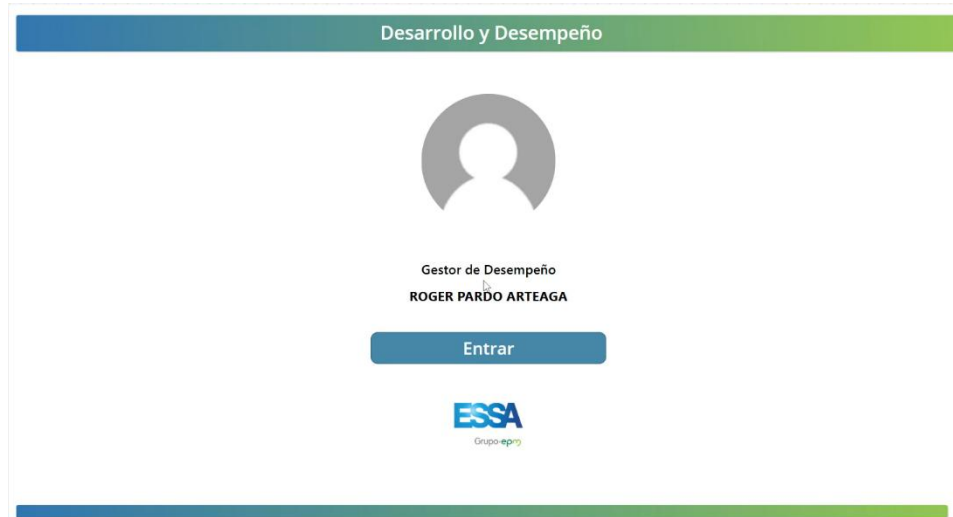 Desarrollo y Desempeño
Gestor de Desempeño
ROGER PARDO ARTEAGA
Entrar
ESSA
Grupo·epm